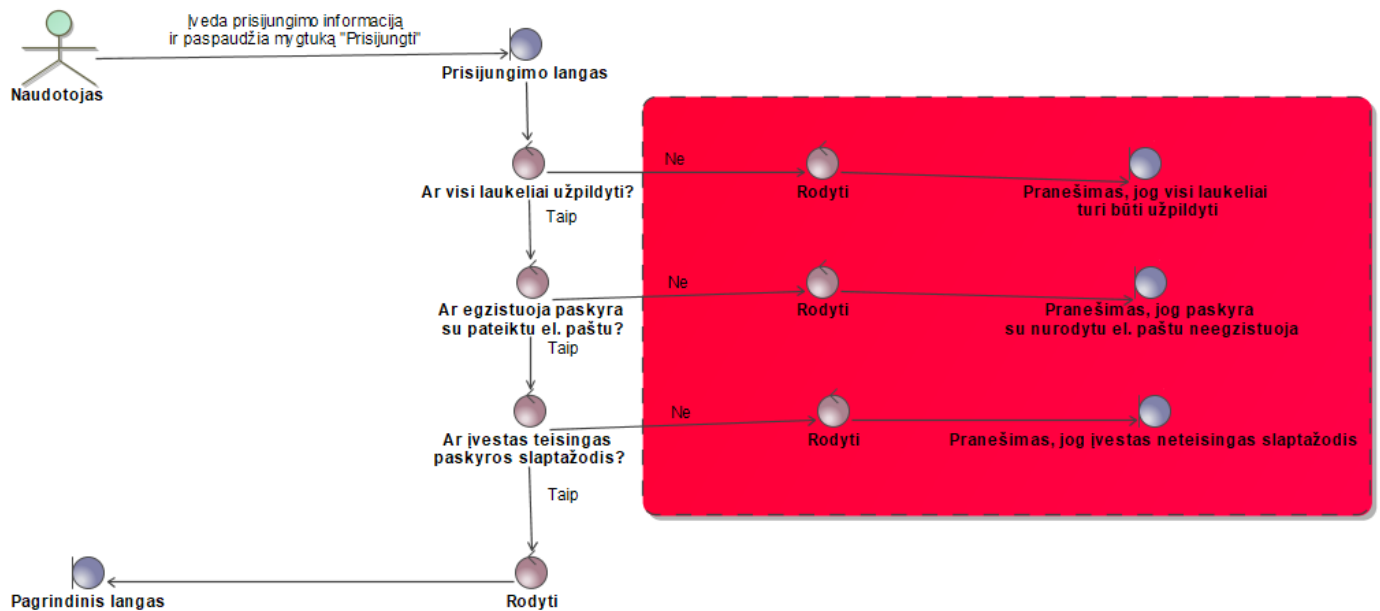 Įveda prisijungimo informaciją
ir paspaudžia mygtuką "Prisijungti"
Naudotojas
Prisijungimo langas
Ar visi laukeliai užpildyti?
Ne
Rodyti
Pranešimas, jog visi laukeliai
turi būti užpildyti
Taip
Ar egzistuoja paskyra
su pateiktu el. paštu?
Ne
Rodyti
Pranešimas, jog paskyra
su nurodytu el. paštu neegzistuoja
Taip
Ar įvestas teisingas
paskyros slaptažodis?
Ne
Rodyti
Pranešimas, jog įvestas neteisingas slaptažodis
Taip
Rodyti
Pagrindinis langas